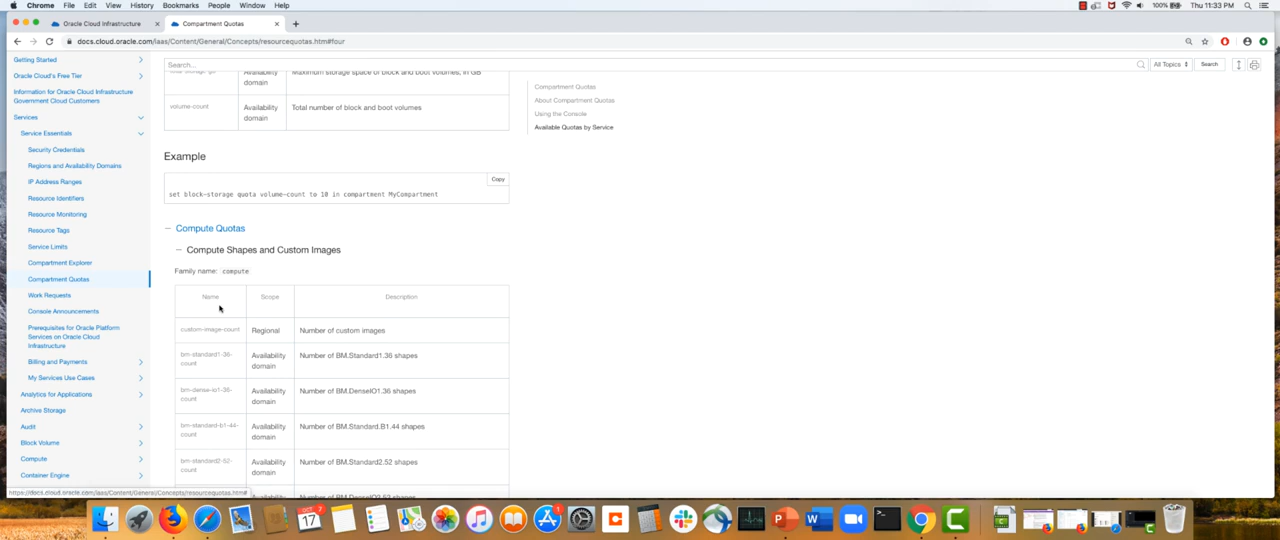 Chrome File Edit View History Bookmarks People Window Help
100% Thu 11:33 PM
Oracle Cloud Infrastructure
Compartment Quotas
docs.cloud.oracle.com/iaas/Content/General/Concepts/resourcequotas.htm#four
Getting Started
Oracle Cloud's Free Tier
Information for Oracle Cloud Infrastructure
Government Cloud Customers
Services
Service Essentials
Security Credentials
Regions and Availability Domains
IP Address Ranges
Resource Identifiers
Resource Monitoring
Resource Tags
Service Limits
Compartment Explorer
Compartment Quotas
Work Requests
Console Announcements
Prerequisites for Oracle Platform
Services on Oracle Cloud
Infrastructure
Billing and Payments
My Services Use Cases
Analytics for Applications
Archive Storage
Audit
Block Volume
Compute
Container Engine
https://docs.cloud.oracle.com/iaas/Content/General/Concepts/resourcequotas.htm#
Search...
All Topics
Search
Availability
domain
Maximum storage space of block and boot volumes, in GB
volume-count
Availability
domain
Total number of block and boot volumes
Example
Copy
set block-storage quota volume-count to 10 in compartment MyCompartment
Compute Quotas
Compute Shapes and Custom Images
Family name: compute
Name Scope Description
custom-image-count Regional Number of custom images
bm-standard1-36-
count
Availability
domain
Number of BM.Standard1.36 shapes
bm-dense-io1-36-
count
Availability
domain
Number of BM.DenseIO1.36 shapes
bm-standard-b1-44-
count
Availability
domain
Number of BM.Standard.B1.44 shapes
bm-standard2-52-
count
Availability
domain
Number of BM.Standard2.52 shapes
Compartment Quotas
About Compartment Quotas
Using the Console
Available Quotas by Service
OCT
17